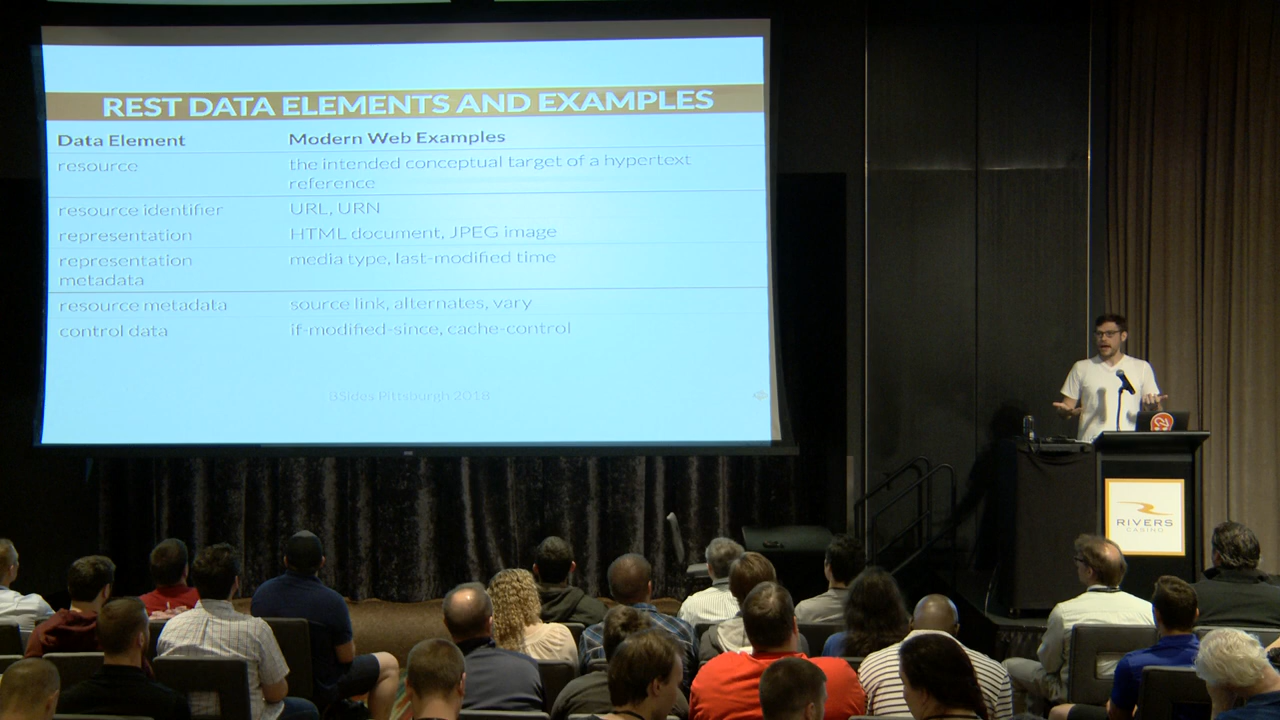 REST DATA ELEMENTS AND EXAMPLES
Data Element Modern Web Examples
resource the intended conceptual target of a hypertext
reference
resource identifier URL, URN
representation HTML document, JPEG image
representation media type, last-modified time
metadata
resource metadata source link, alternates, vary
control data if-modified-since, cache-control
BSides Pittsburgh 2018
RIVERS
CASINO